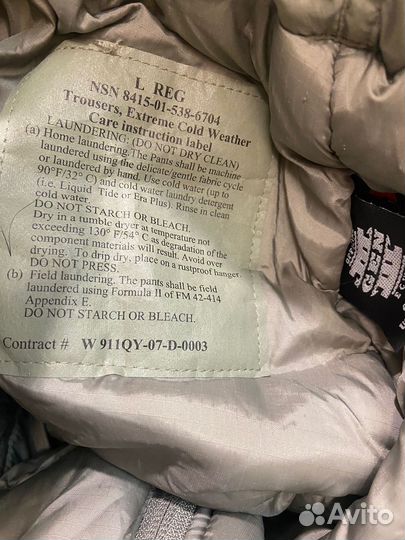 L REG
NSN 8415-01-538-6704
Trousers, Extreme Cold Weather
Care instruction label
LAUNDERING: (DO NOT DRY CLEAN)
(a) Home laundering. The Pants shall be machine
laundered using the delicate/gentle fabric cycle
or laundered by hand. Use cold water (up to
90°F/32° C) and cold water laundry detergent
(i.e. Liquid Tide or Era Plus). Rinse in clean
cold water.
DO NOT STARCH OR BLEACH.
Dry in a tumble dryer at temperature not
exceeding 130° F/54° C as degradation of the
component materials will result. Avoid over
drying. To drip dry, place on a rustproof hanger.
DO NOT PRESS.
(b) Field laundering. The pants shall be field
laundered using Formula II of FM 42-414
Appendix E.
DO NOT STARCH OR BLEACH.
Contract # W 911QY-07-D-0003
Avito